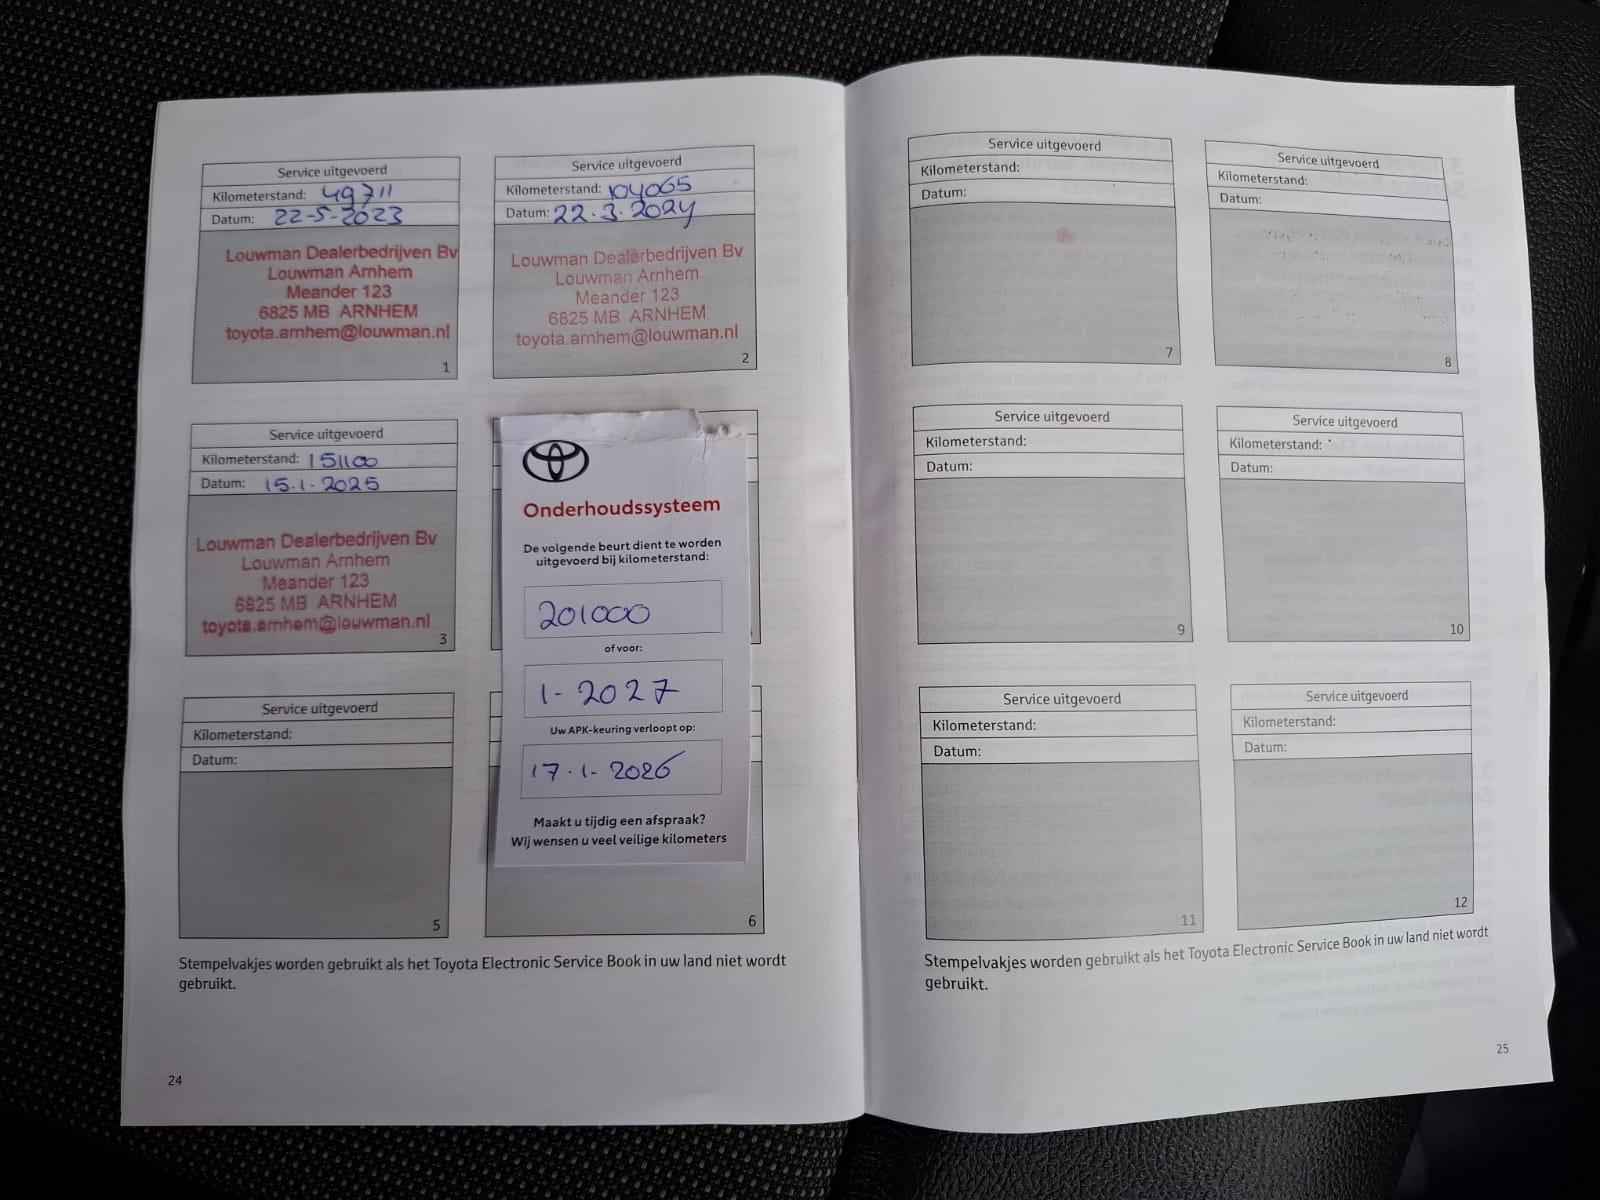 Service uitgevoerd
Kilometerstand: 49711
Datum: 22-5-2023
Louwman Dealerbedrijven Bv
Louwman Arnhem
Meander 123
6825 MB ARNHEM
toyota.arnhem@louwman.nl
1
Service uitgevoerd
Kilometerstand: 104065
Datum: 22.3.2024
Louwman Dealerbedrijven Bv
Louwman Arnhem
Meander 123
6825 MB ARNHEM
toyota.arnhem@louwman.nl
2
Service uitgevoerd
Kilometerstand: 151100
Datum: 15.1.2025
Louwman Dealerbedrijven Bv
Louwman Arnhem
Meander 123
6825 MB ARNHEM
toyota.arnhem@louwman.nl
3
Onderhoudssysteem
De volgende beurt dient te worden
uitgevoerd bij kilometerstand:
201000
of voor:
1-2027
Uw APK-keuring verloopt op:
17.1-2026
Maakt u tijdig een afspraak?
Wij wensen u veel veilige kilometers
Service uitgevoerd
Kilometerstand:
Datum:
5
6
Stempelvakjes worden gebruikt als het Toyota Electronic Service Book in uw land niet wordt
gebruikt.
24
Service uitgevoerd
Kilometerstand:
Datum:
7
Service uitgevoerd
Kilometerstand:
Datum:
8
Service uitgevoerd
Kilometerstand:
Datum:
9
Service uitgevoerd
Kilometerstand:
Datum:
10
Service uitgevoerd
Kilometerstand:
Datum:
11
Service uitgevoerd
Kilometerstand:
Datum:
12
Stempelvakjes worden gebruikt als het Toyota Electronic Service Book in uw land niet wordt
gebruikt.
25